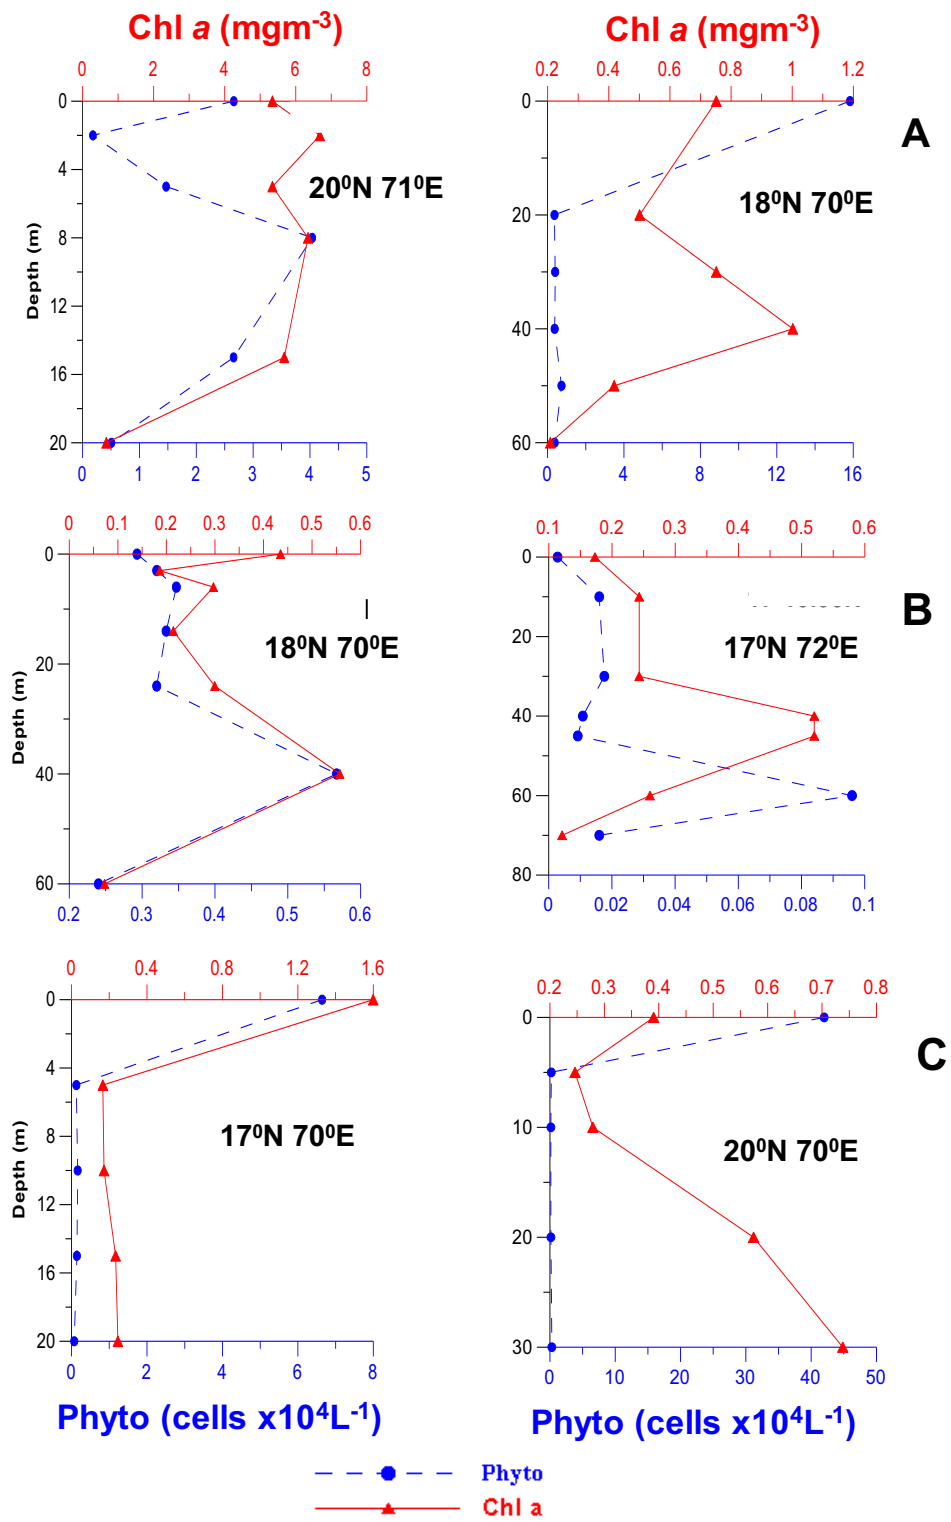 Chl a (mgm-3)
Chl a (mgm-3)
0 2 4 6 8
0.2 0.4 0.6 0.8 1 1.2
0
4
8
12
16
20
Depth (m)
20⁰N 71⁰E
0 1 2 3 4 5
0
20
40
60
18⁰N 70⁰E
A
0 4 8 12 16
0 0.1 0.2 0.3 0.4 0.5 0.6
0.1 0.2 0.3 0.4 0.5 0.6
0
20
40
60
Depth (m)
18⁰N 70⁰E
0.2 0.3 0.4 0.5 0.6
0
20
40
60
80
17⁰N 72⁰E
B
0 0.02 0.04 0.06 0.08 0.1
0 0.4 0.8 1.2 1.6
0.2 0.3 0.4 0.5 0.6 0.7 0.8
0
4
8
12
16
20
Depth (m)
17⁰N 70⁰E
0 2 4 6 8
0
10
20
30
20⁰N 70⁰E
C
0 10 20 30 40 50
Phyto (cells x10⁴L-1)
Phyto (cells x10⁴L-1)
Phyto
Chl a